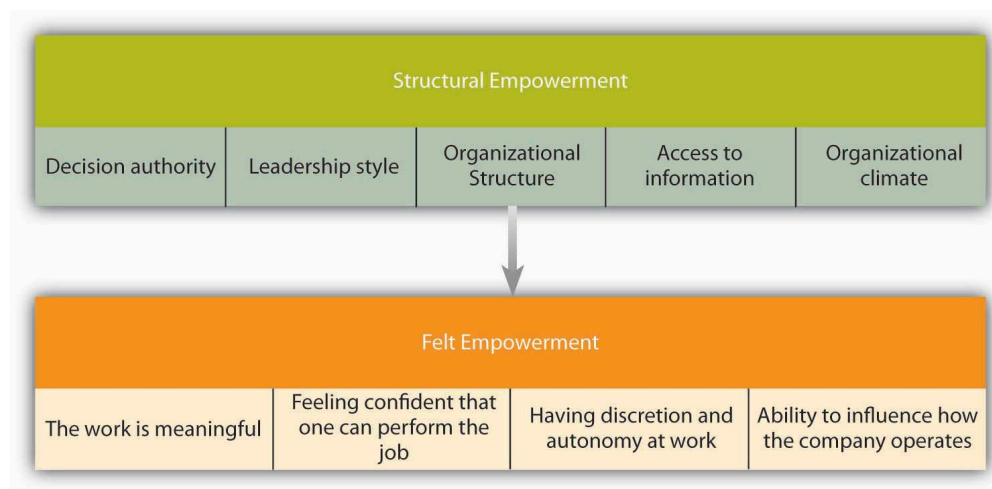 Structural Empowerment
Decision authority
Leadership style
Organizational
Structure
Access to
information
Organizational
climate
Felt Empowerment
The work is meaningful
Feeling confident that
one can perform the
job
Having discretion and
autonomy at work
Ability to influence how
the company operates